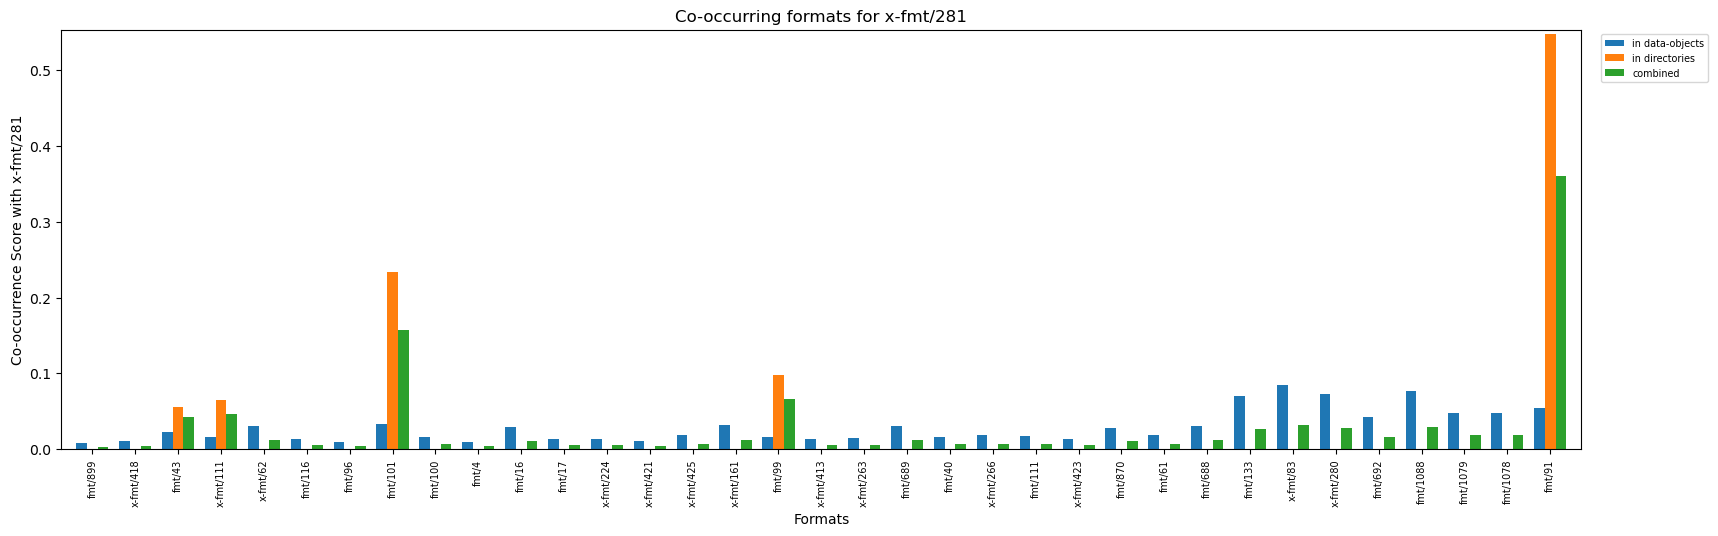 Co-occurring formats for x-fmt/281
in data-objects
in directories
combined
Co-occurrence Score with x-fmt/281
0.5
0.4
0.3
0.2
0.1
0.0
fmt/899
x-fmt/418
fmt/43
x-fmt/111
x-fmt/62
fmt/116
fmt/96
fmt/101
fmt/100
fmt/4
fmt/16
fmt/17
x-fmt/224
x-fmt/421
x-fmt/425
x-fmt/161
fmt/99
x-fmt/413
x-fmt/263
fmt/689
fmt/40
x-fmt/266
fmt/111
x-fmt/423
fmt/870
fmt/61
fmt/688
fmt/133
x-fmt/83
x-fmt/280
fmt/692
fmt/1088
fmt/1079
fmt/1078
fmt/91
Formats